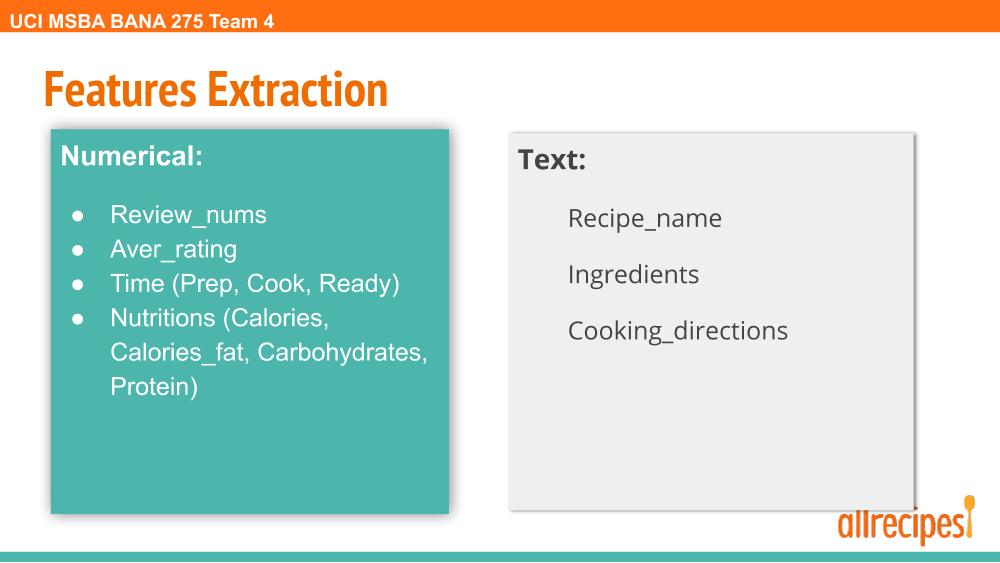 UCI MSBA BANA 275 Team 4
Features Extraction
Numerical:
● Review_nums
● Aver_rating
● Time (Prep, Cook, Ready)
● Nutritions (Calories,
Calories_fat, Carbohydrates,
Protein)
Text:
Recipe_name
Ingredients
Cooking_directions
allrecipes